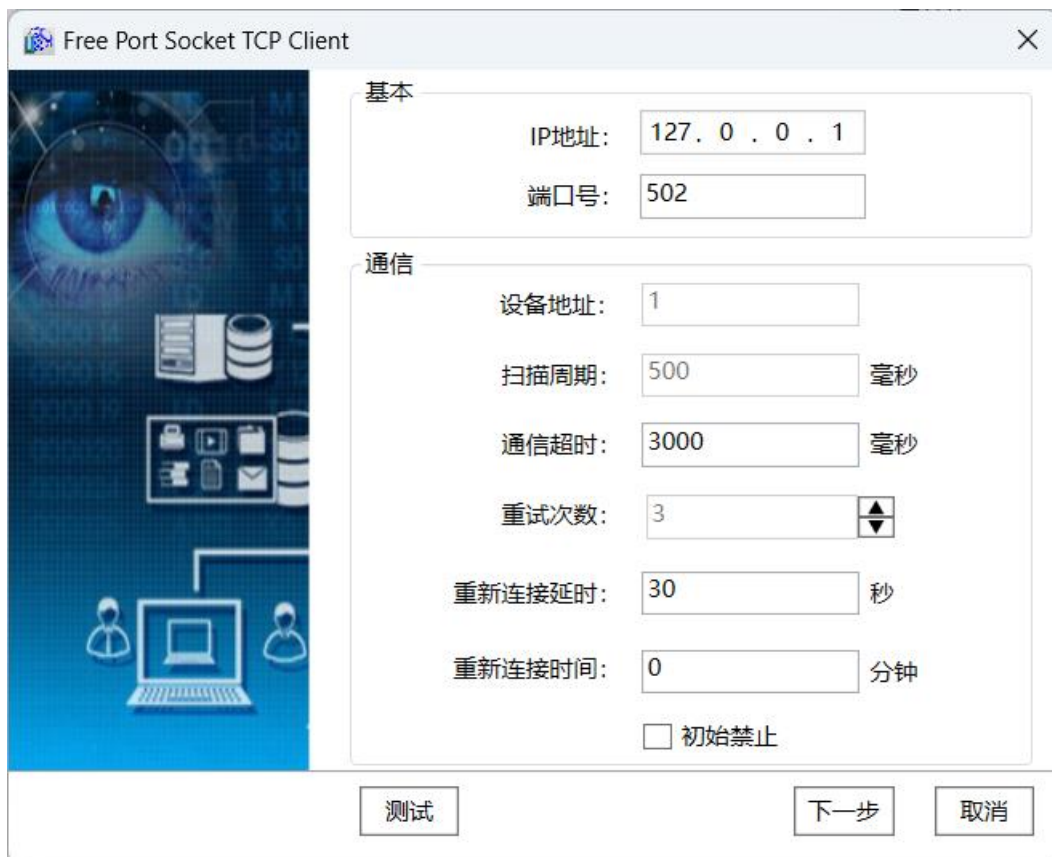 Free Port Socket TCP Client
基本
IP地址： 127. 0 . 0 . 1
端口号： 502
通信
设备地址： 1
扫描周期： 500 毫秒
通信超时： 3000 毫秒
重试次数： 3
重新连接延时： 30 秒
重新连接时间： 0 分钟
初始禁止
测试 下一步 取消